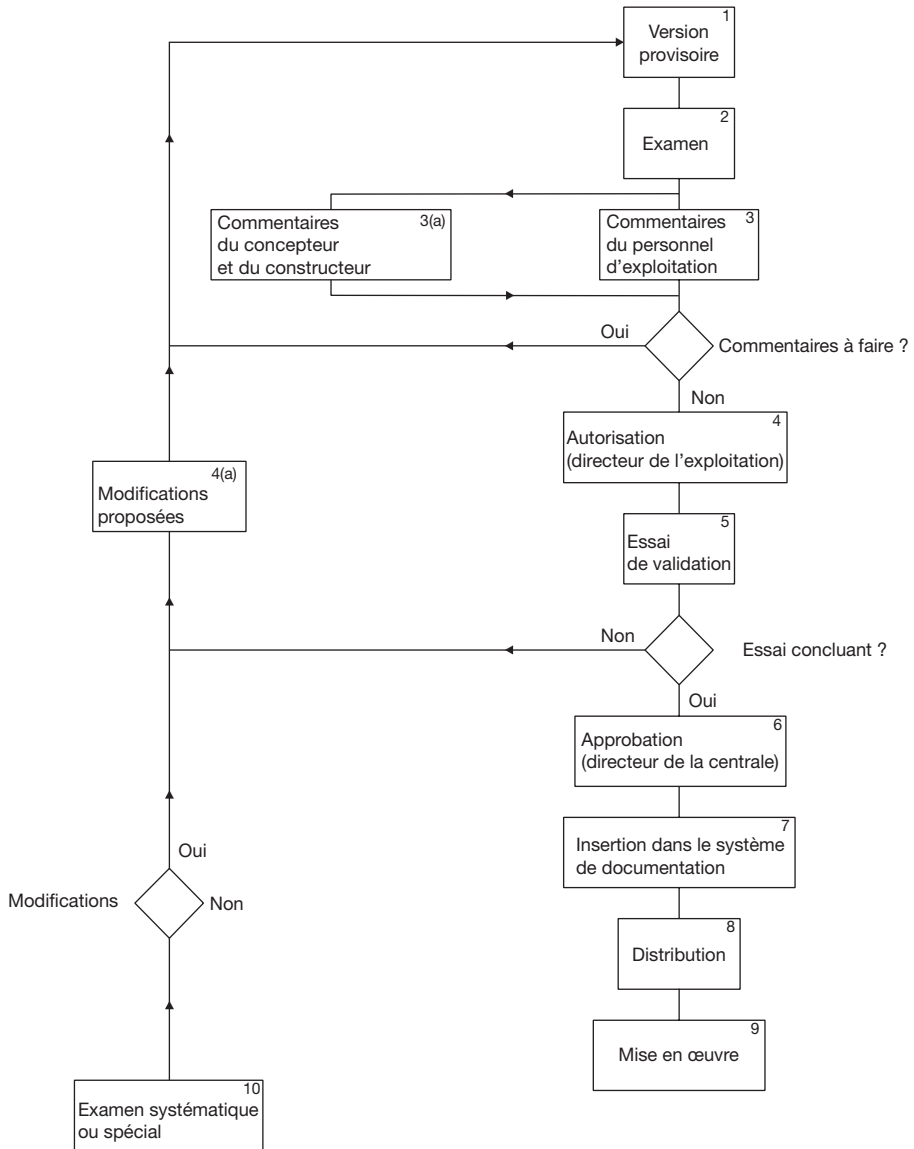 1
Version
provisoire
2
Examen
3(a)
Commentaires
du concepteur
et du constructeur
3
Commentaires
du personnel
d'exploitation
Oui
Commentaires à faire ?
Non
4
Autorisation
(directeur de l'exploitation)
4(a)
Modifications
proposées
5
Essai
de validation
Non
Essai concluant ?
Oui
6
Approbation
(directeur de la centrale)
7
Insertion dans le système
de documentation
Oui
Modifications
Non
8
Distribution
9
Mise en œuvre
10
Examen systématique
ou spécial